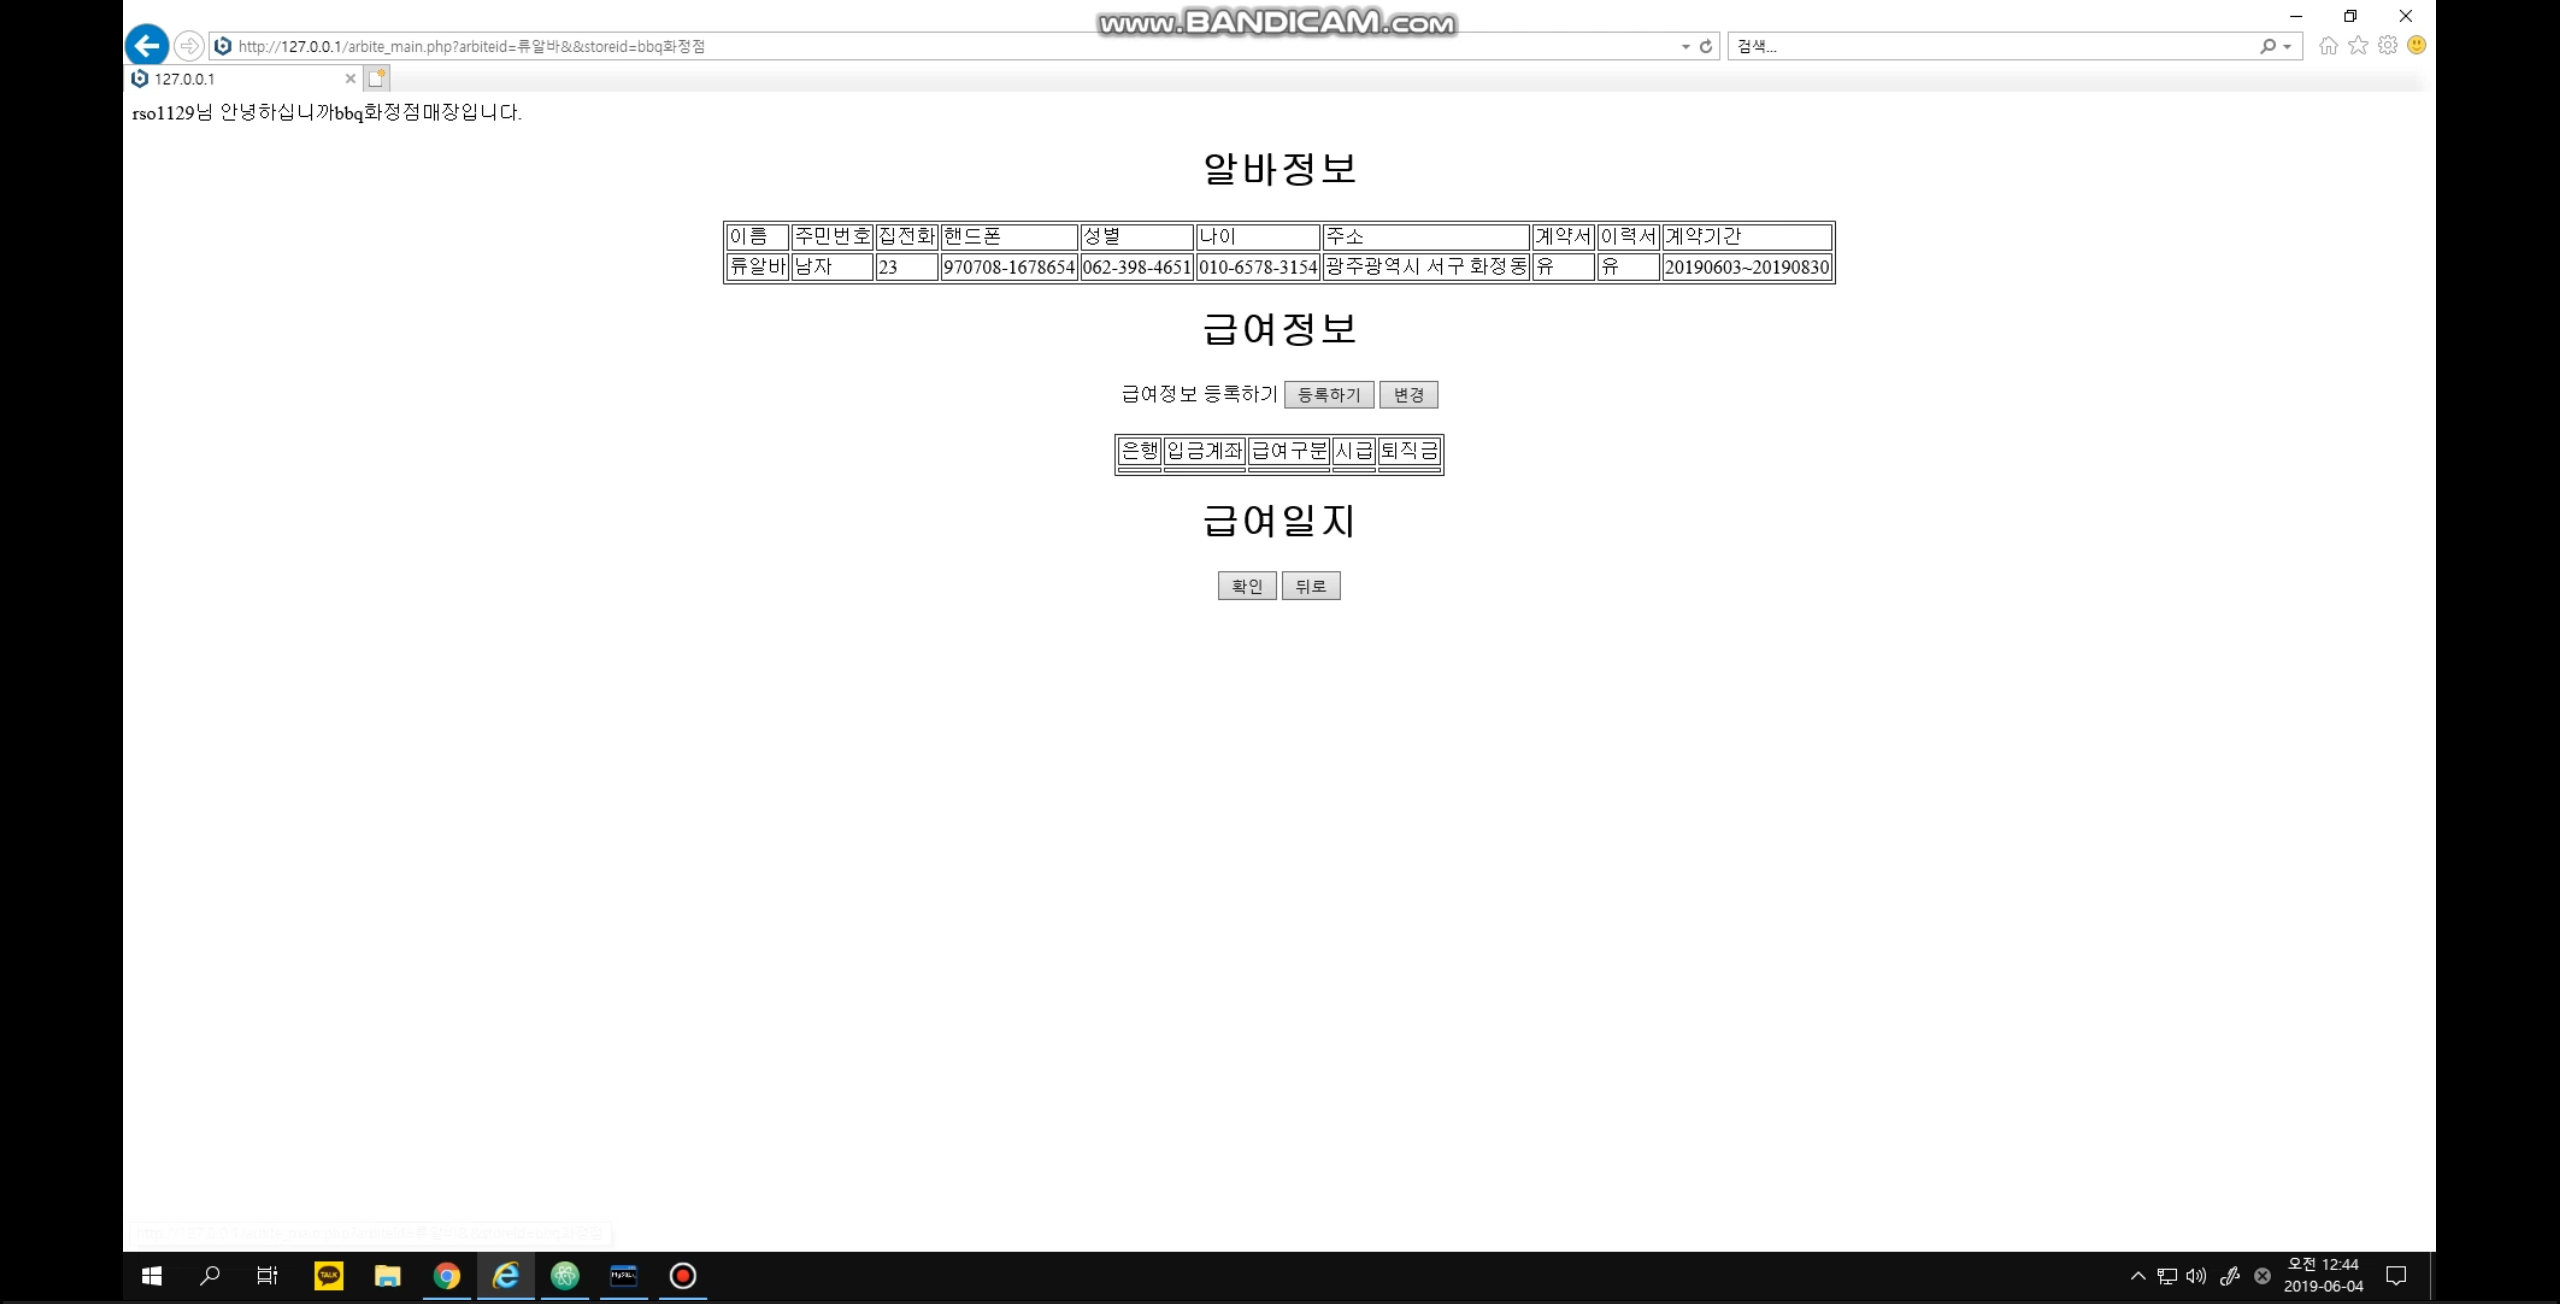 www.BANDICAM.com
http://127.0.0.1/arbite_main.php?arbiteid=류알바&&storeid=bbq화정점
검색...
127.0.0.1
rso1129님 안녕하십니까bbq화정점매장입니다.
알바정보
이름 주민번호 집전화 핸드폰 성별 나이 주소 계약서 이력서 계약기간
류알바 남자 23 970708-1678654 062-398-4651 010-6578-3154 광주광역시 서구 화정동 유 유 20190603~20190830
급여정보
급여정보 등록하기 등록하기 변경
은행 입금계좌 급여구분 시급 퇴직금
급여일지
확인 뒤로
TALK
오전 12:44
2019-06-04